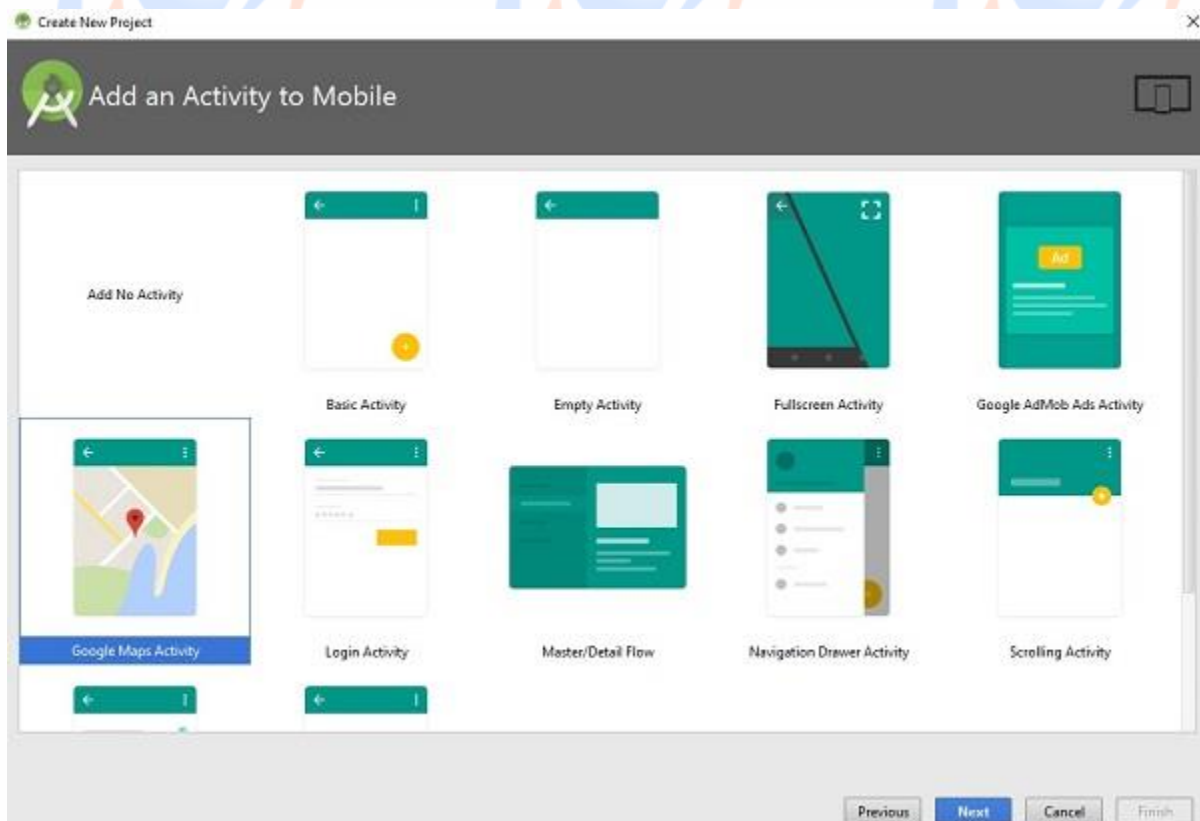 Create New Project
Add an Activity to Mobile
Add No Activity
Ad
Basic Activity
Empty Activity
Fullscreen Activity
Google AdMob Ads Activity
Google Maps Activity
Login Activity
Master/Detail Flow
Navigation Drawer Activity
Scrolling Activity
Previous
Next
Cancel
Finish